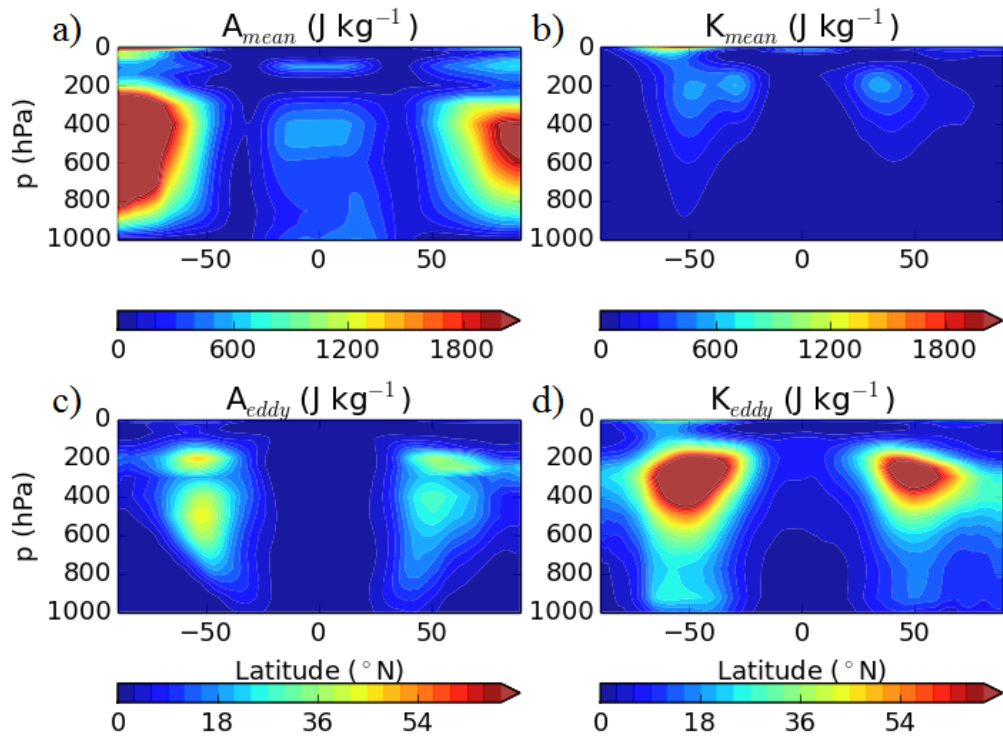 a) A_mean (J kg⁻¹)
b) K_mean (J kg⁻¹)
p (hPa)
0
200
400
600
800
1000
−50 0 50
0
200
400
600
800
1000
−50 0 50
0 600 1200 1800
0 600 1200 1800
c) A_eddy (J kg⁻¹)
d) K_eddy (J kg⁻¹)
p (hPa)
0
200
400
600
800
1000
−50 0 50
Latitude (°N)
0
200
400
600
800
1000
−50 0 50
Latitude (°N)
0 18 36 54
0 18 36 54